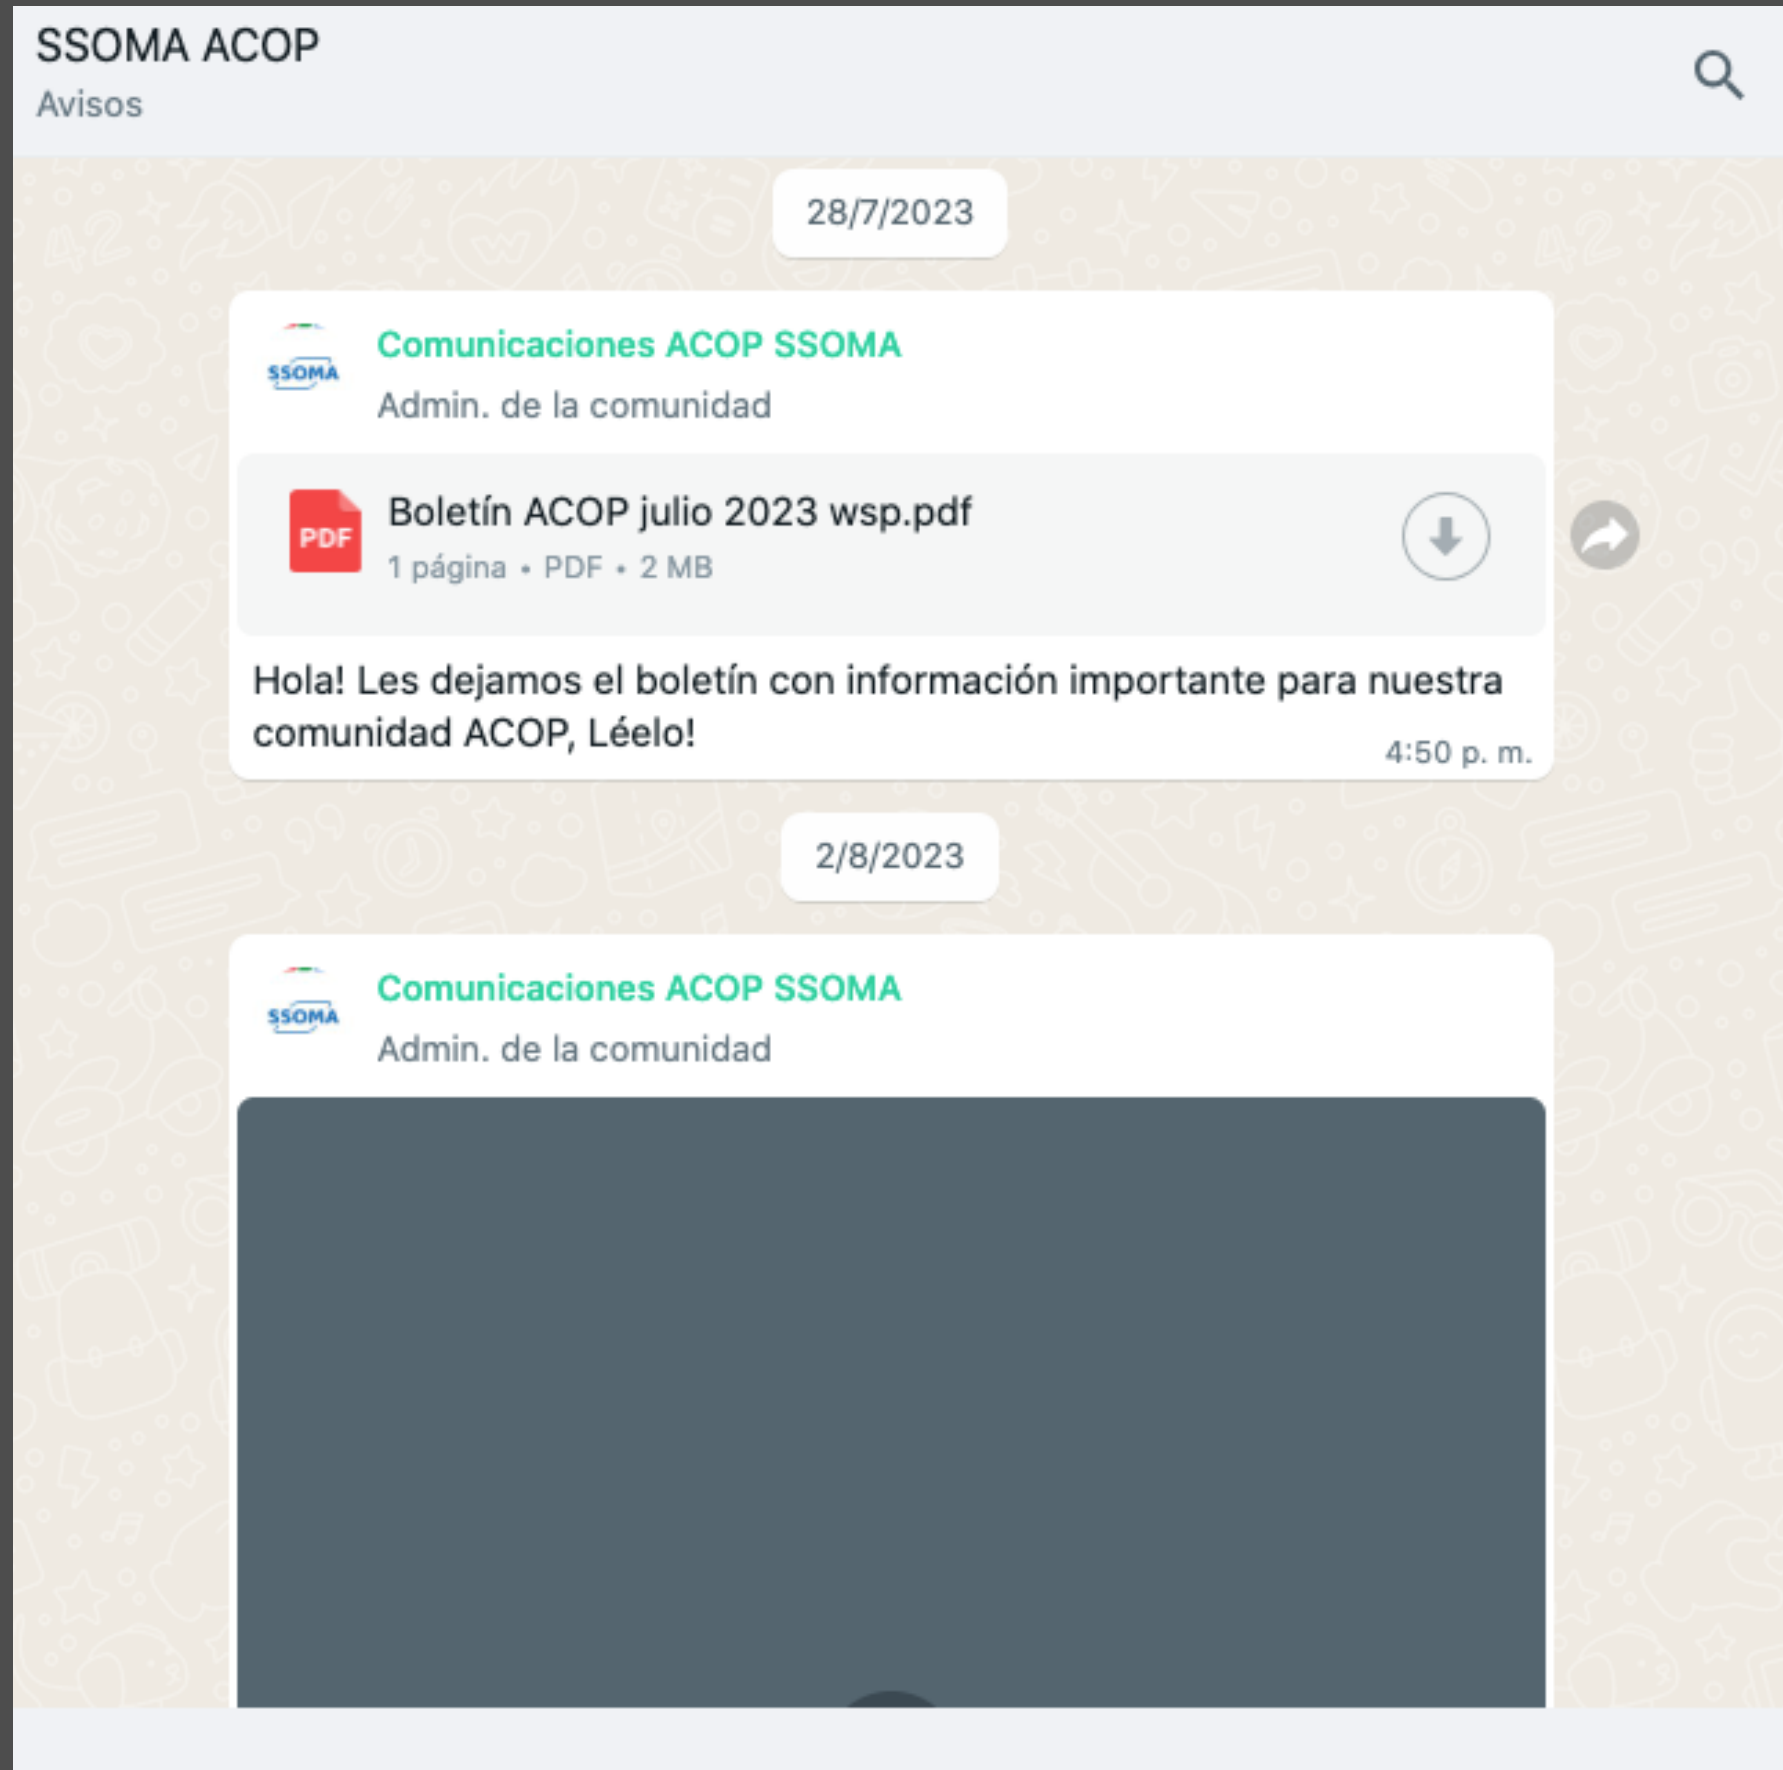 SSOMA ACOP
Avisos
28/7/2023
SSOMA
Comunicaciones ACOP SSOMA
Admin. de la comunidad
PDF
Boletín ACOP julio 2023 wsp.pdf
1 página • PDF • 2 MB
Hola! Les dejamos el boletín con información importante para nuestra
comunidad ACOP, Léelo!
4:50 p. m.
2/8/2023
SSOMA
Comunicaciones ACOP SSOMA
Admin. de la comunidad